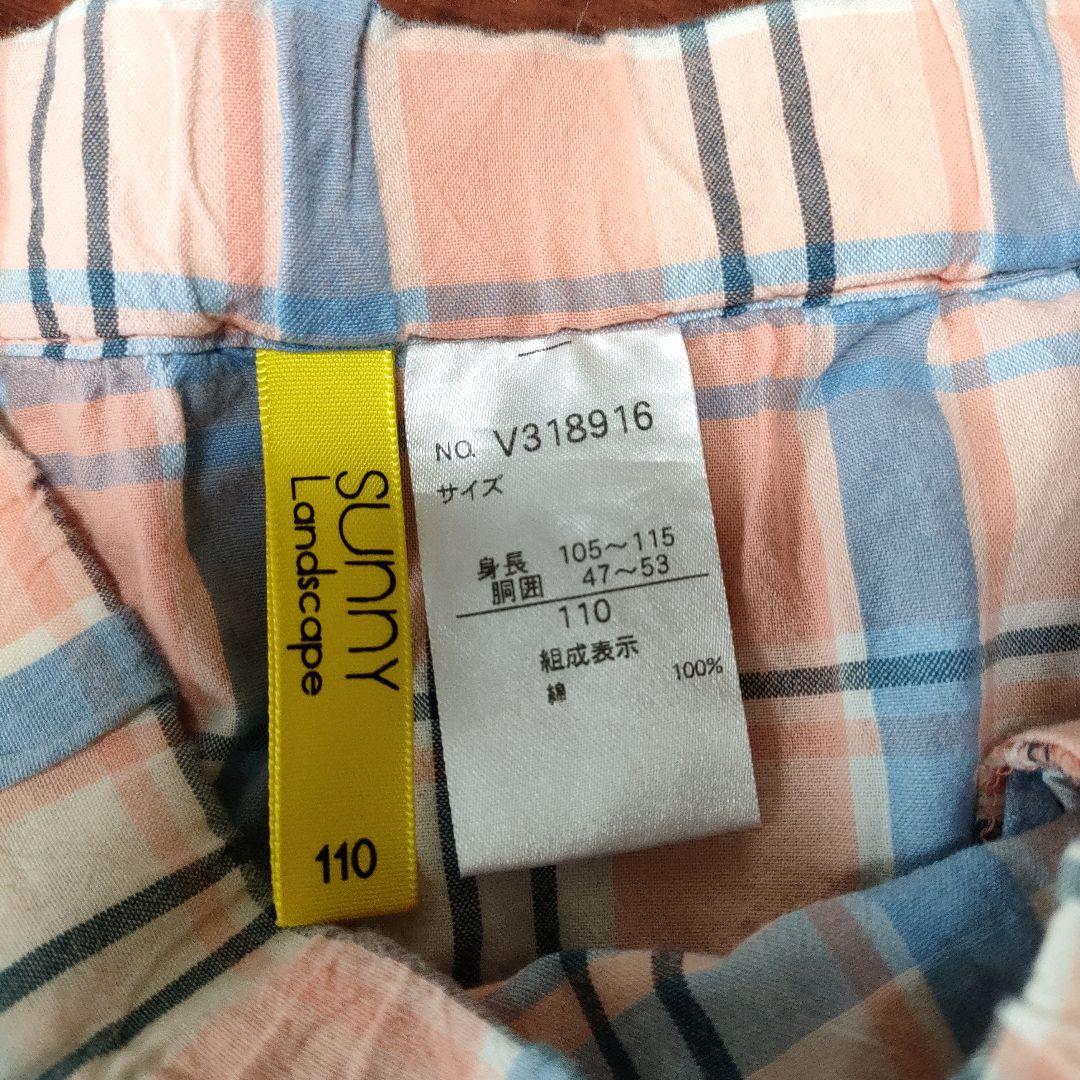 SUNNY
Landscape
110
NO. V318916
サイズ
身長 105～115
胴囲 47～53
110
組成表示
綿 100%